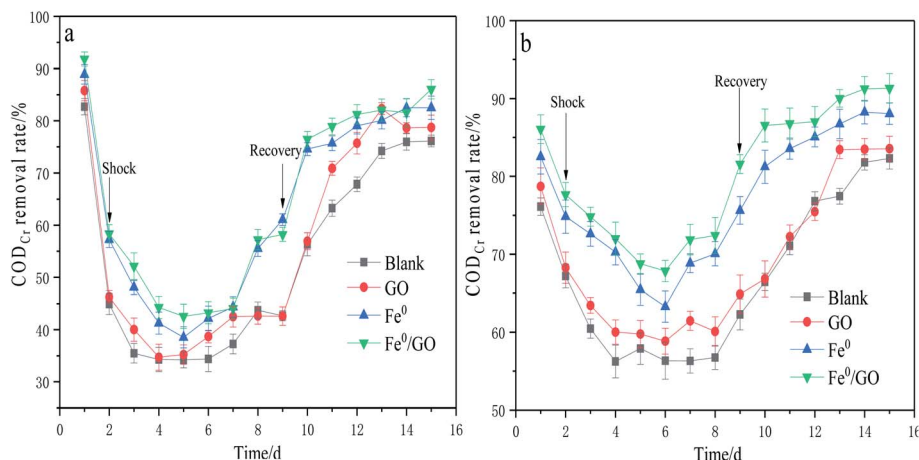 a
COD_Cr removal rate/%
100
90
80
70
60
50
40
30
Shock
Recovery
Blank
GO
Fe⁰
Fe⁰/GO
0 2 4 6 8 10 12 14 16
Time/d
b
COD_Cr removal rate/%
100
90
80
70
60
50
Shock
Recovery
Blank
GO
Fe⁰
Fe⁰/GO
0 2 4 6 8 10 12 14 16
Time/d